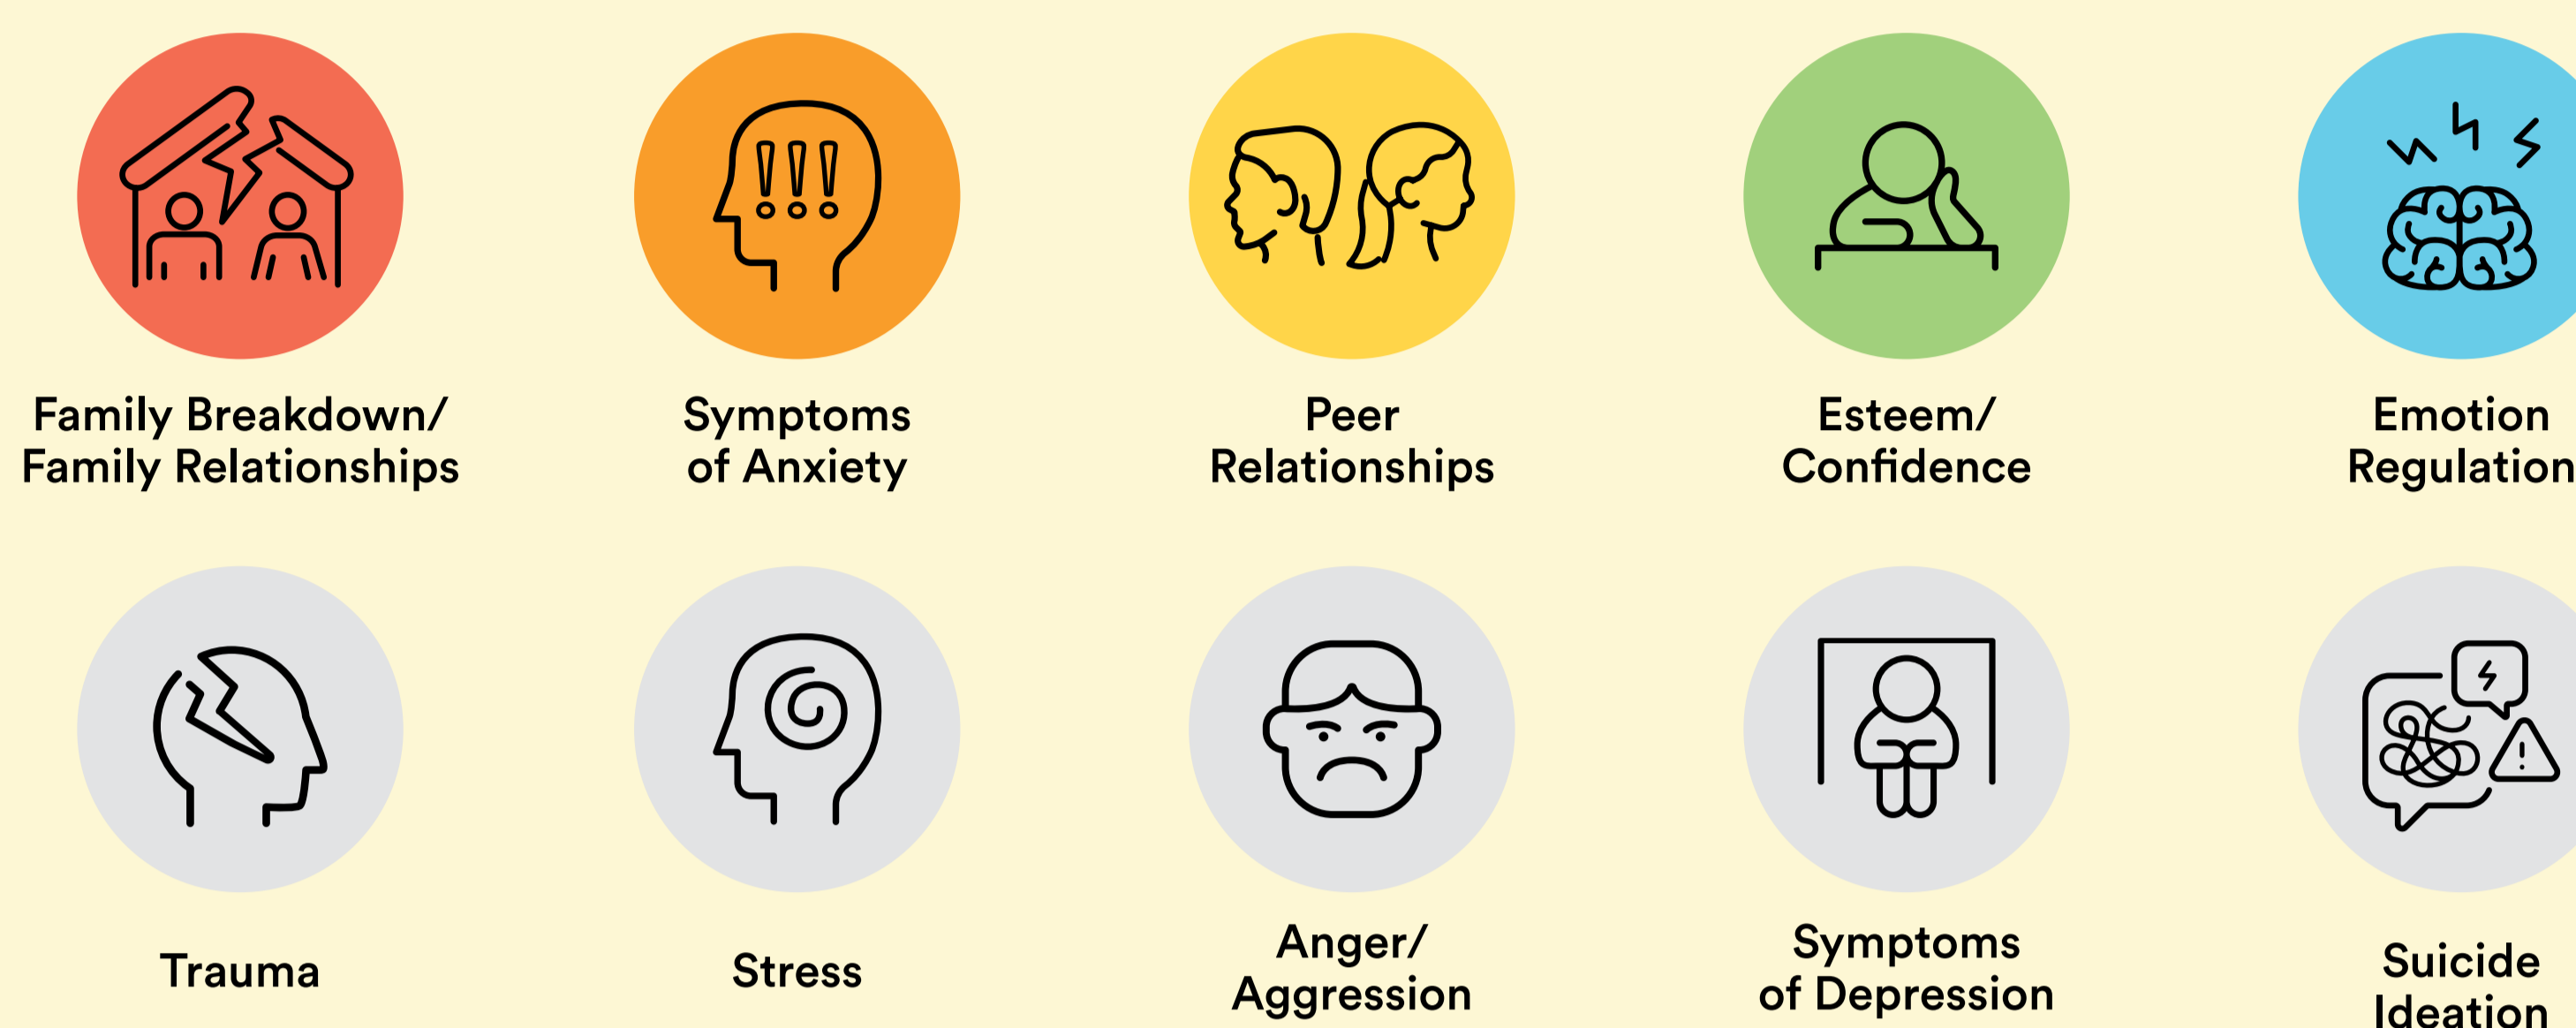 Family Breakdown/
Family Relationships
Symptoms
of Anxiety
Peer
Relationships
Esteem/
Confidence
Emotion
Regulation
Trauma
Stress
Anger/
Aggression
Symptoms
of Depression
Suicide
Ideation